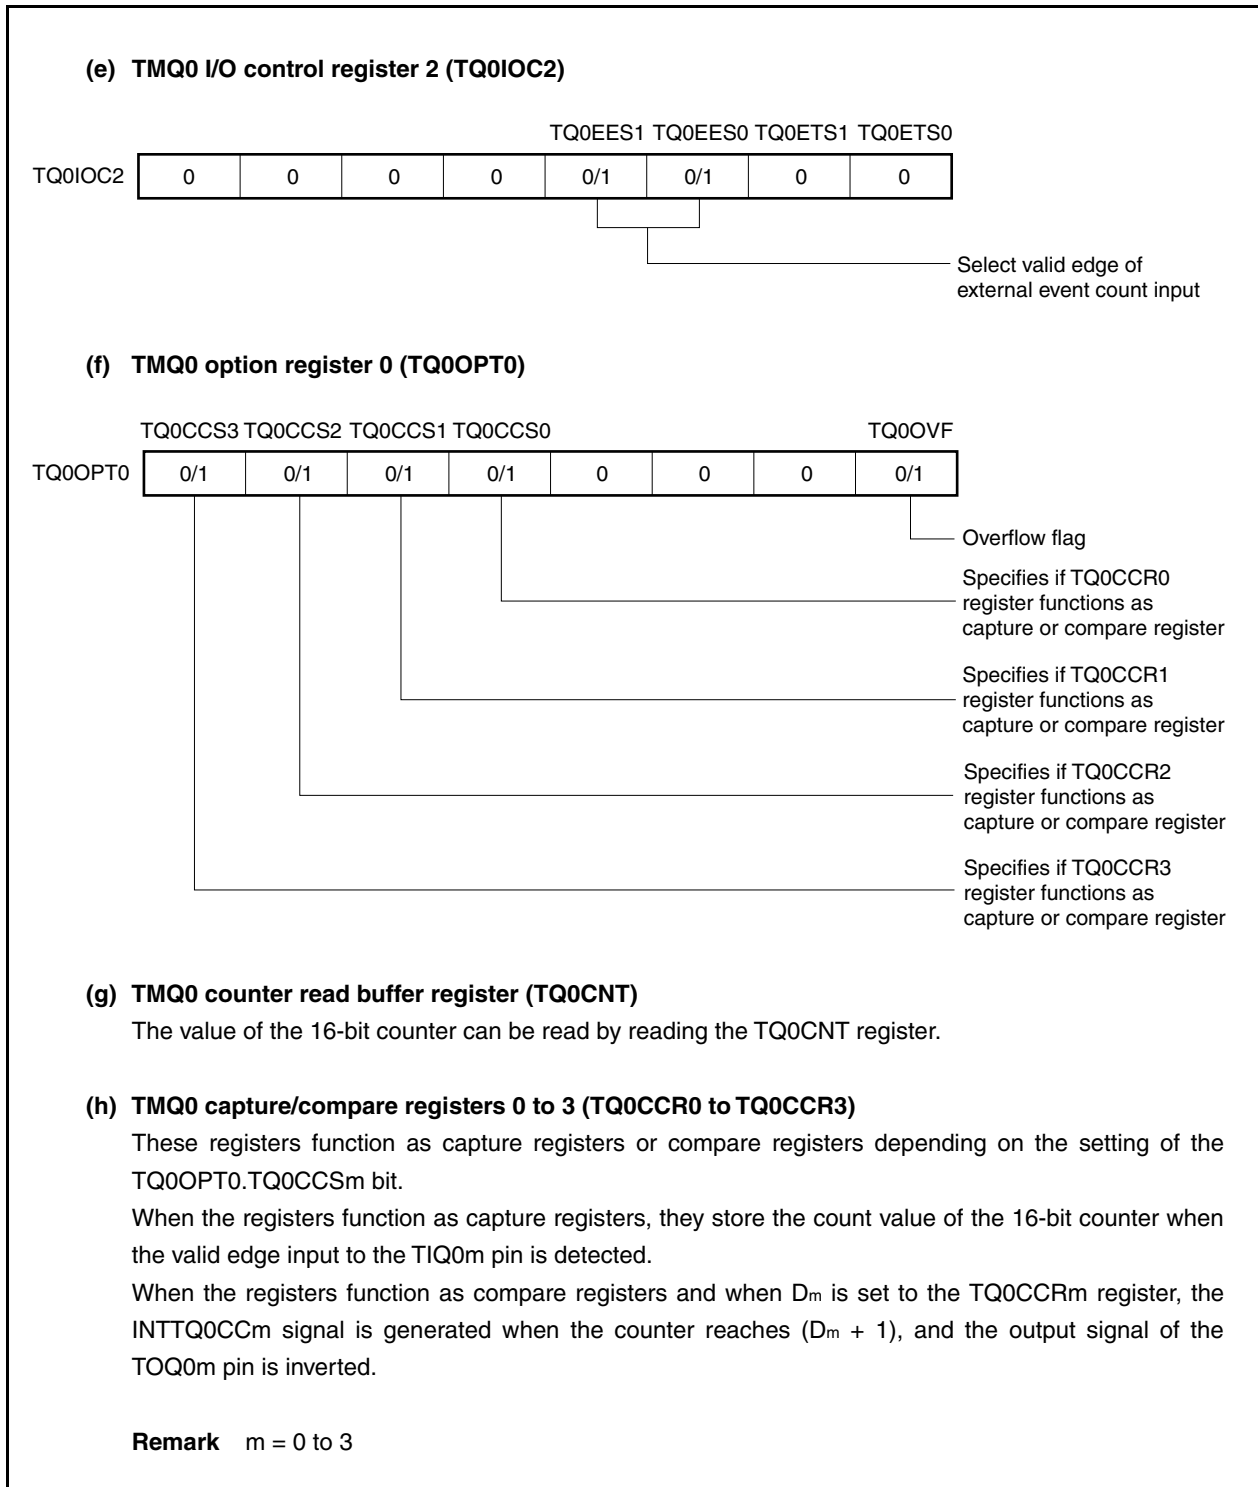 (e) TMQ0 I/O control register 2 (TQ0IOC2)
TQ0EES1 TQ0EES0 TQ0ETS1 TQ0ETS0
TQ0IOC2 0 0 0 0 0/1 0/1 0 0
Select valid edge of
external event count input
(f) TMQ0 option register 0 (TQ0OPT0)
TQ0CCS3 TQ0CCS2 TQ0CCS1 TQ0CCS0 TQ0OVF
TQ0OPT0 0/1 0/1 0/1 0/1 0 0 0 0/1
Overflow flag
Specifies if TQ0CCR0
register functions as
capture or compare register
Specifies if TQ0CCR1
register functions as
capture or compare register
Specifies if TQ0CCR2
register functions as
capture or compare register
Specifies if TQ0CCR3
register functions as
capture or compare register
(g) TMQ0 counter read buffer register (TQ0CNT)
The value of the 16-bit counter can be read by reading the TQ0CNT register.
(h) TMQ0 capture/compare registers 0 to 3 (TQ0CCR0 to TQ0CCR3)
These registers function as capture registers or compare registers depending on the setting of the
TQ0OPT0.TQ0CCSm bit.
When the registers function as capture registers, they store the count value of the 16-bit counter when
the valid edge input to the TIQ0m pin is detected.
When the registers function as compare registers and when Dm is set to the TQ0CCRm register, the
INTTQ0CCm signal is generated when the counter reaches (Dm + 1), and the output signal of the
TOQ0m pin is inverted.
Remark m = 0 to 3